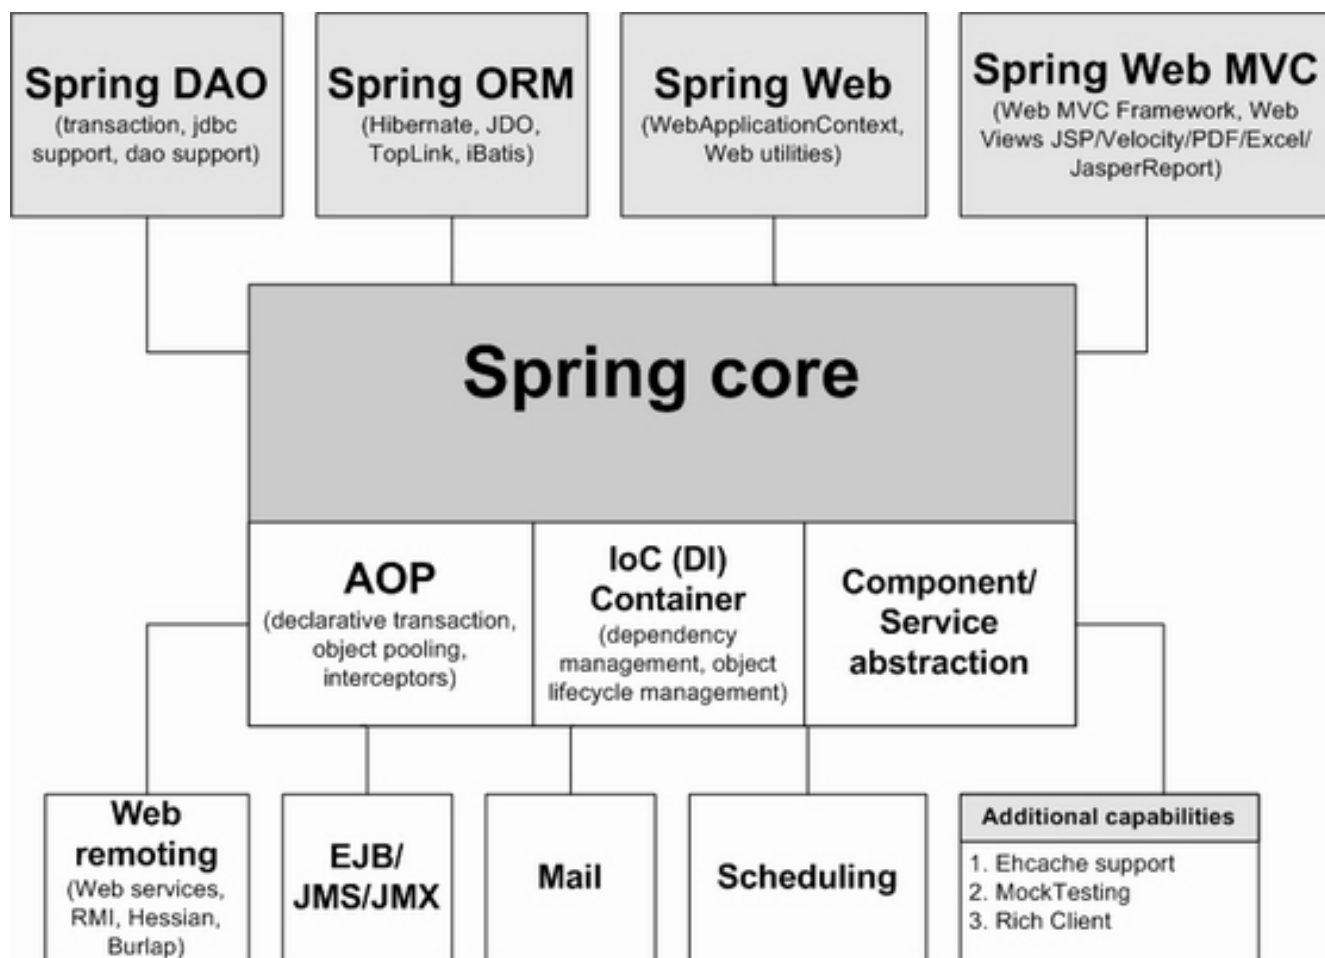 Spring DAO
(transaction, jdbc
support, dao support)
Spring ORM
(Hibernate, JDO,
TopLink, iBatis)
Spring Web
(WebApplicationContext,
Web utilities)
Spring Web MVC
(Web MVC Framework, Web
Views JSP/Velocity/PDF/Excel/
JasperReport)
Spring core
AOP
(declarative transaction,
object pooling,
interceptors)
IoC (DI)
Container
(dependency
management, object
lifecycle management)
Component/
Service
abstraction
Web
remoting
(Web services,
RMI, Hessian,
Burlap)
EJB/
JMS/JMX
Mail
Scheduling
Additional capabilities
1. Ehcache support
2. MockTesting
3. Rich Client